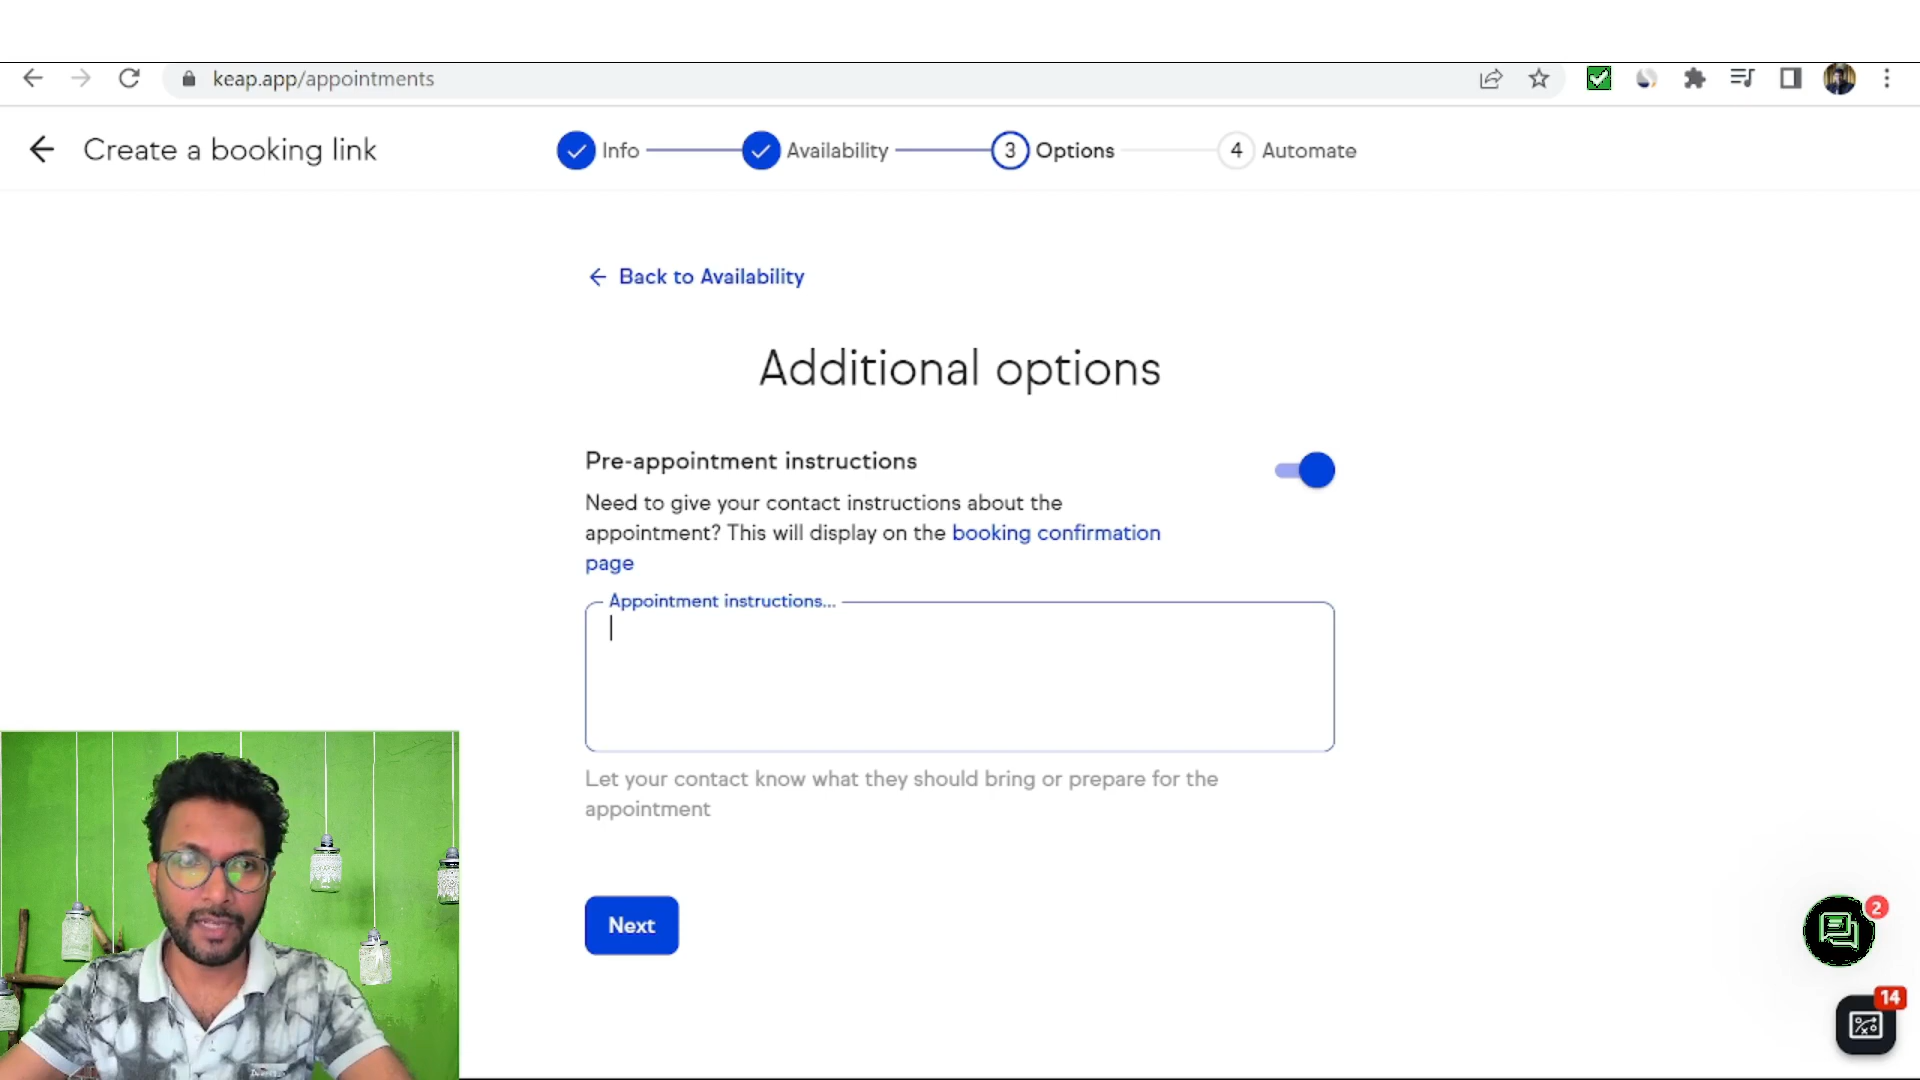 keap.app/appointments
Create a booking link
Info
Availability
3 Options
4 Automate
Back to Availability
Additional options
Pre-appointment instructions
Need to give your contact instructions about the
appointment? This will display on the booking confirmation
page
Appointment instructions...
Let your contact know what they should bring or prepare for the
appointment
Next
2
14